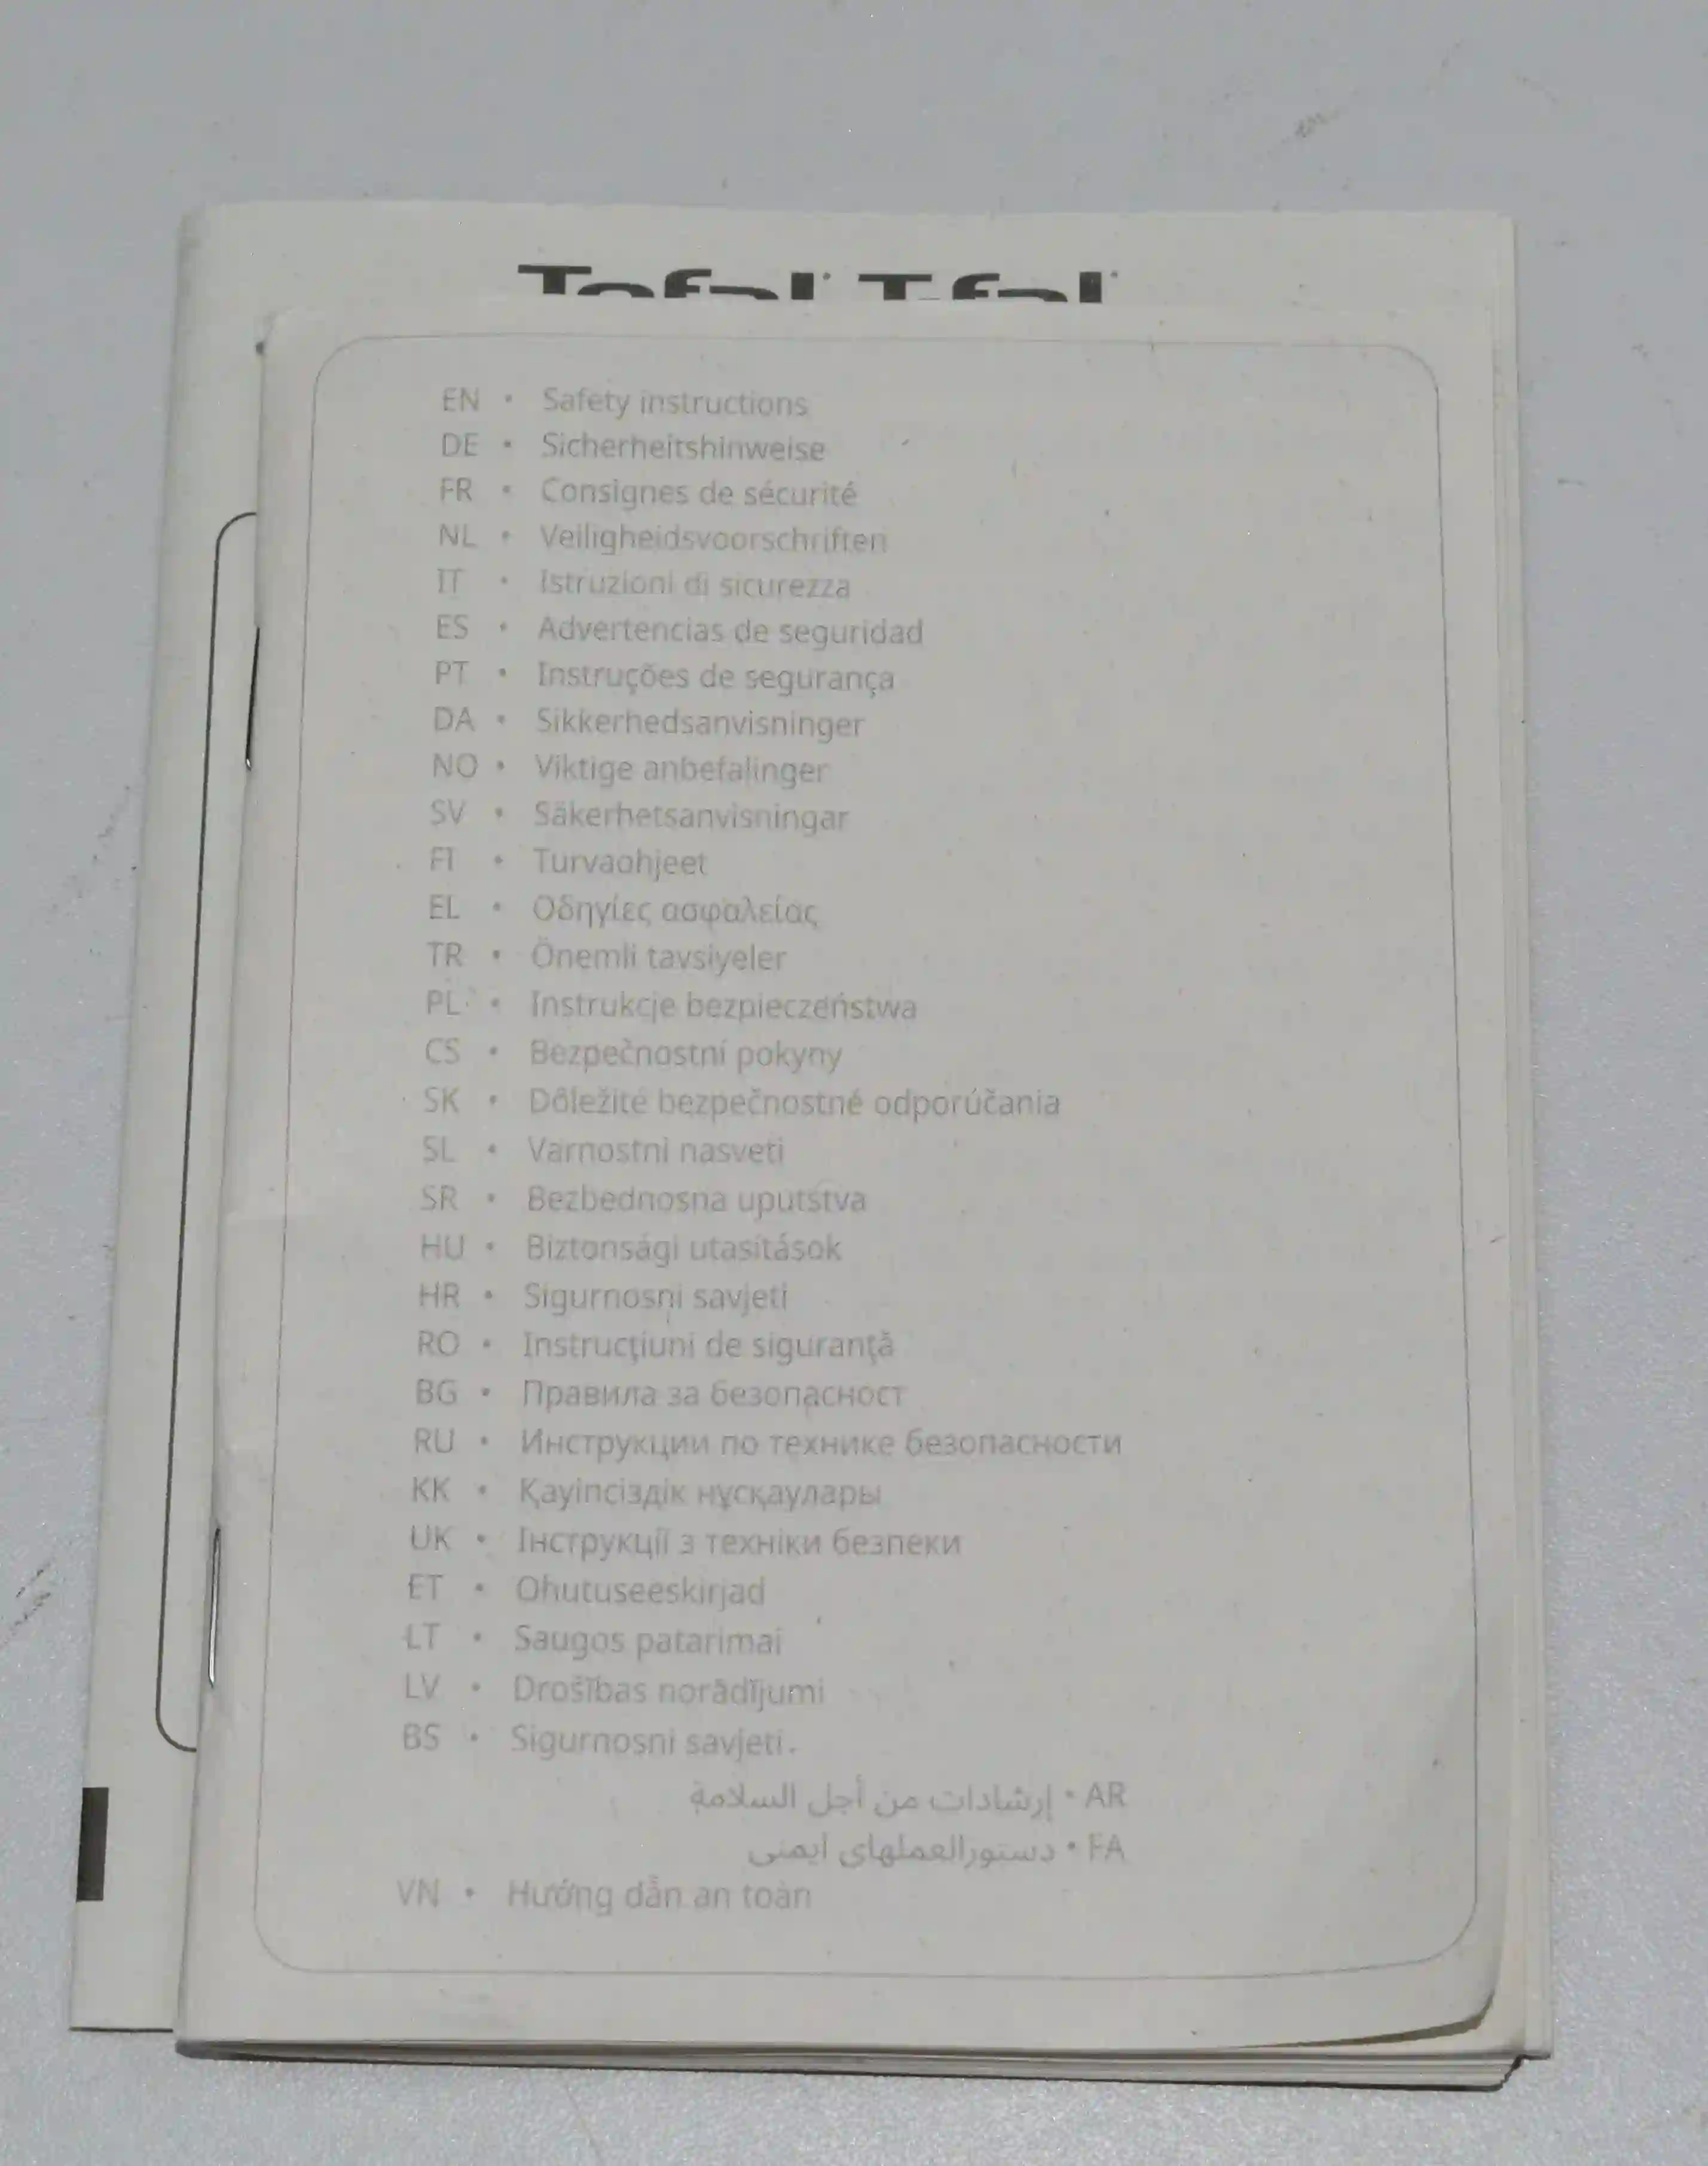 Tefal T-fal
EN • Safety instructions
DE • Sicherheitshinweise
FR • Consignes de sécurité
NL • Veiligheidsvoorschriften
IT • Istruzioni di sicurezza
ES • Advertencias de seguridad
PT • Instruções de segurança
DA • Sikkerhedsanvisninger
NO • Viktige anbefalinger
SV • Säkerhetsanvisningar
FI • Turvaohjeet
EL • Οδηγίες ασφαλείας
TR • Önemli tavsiyeler
PL • Instrukcje bezpieczeństwa
CS • Bezpečnostní pokyny
SK • Dôležité bezpečnostné odporúčania
SL • Varnostni nasveti
SR • Bezbednosna uputstva
HU • Biztonsági utasítások
HR • Sigurnosni savjeti
RO • Instrucţiuni de siguranţă
BG • Правила за безопасност
RU • Инструкции по технике безопасности
KK • Қауіпсіздік нұсқаулары
UK • Інструкції з техніки безпеки
ET • Ohutuseeskirjad
LT • Saugos patarimai
LV • Drošības norādījumi
BS • Sigurnosni savjeti
AR • إرشادات من أجل السلامة
FA • دستورالعملهای ایمنی
VN • Hướng dẫn an toàn